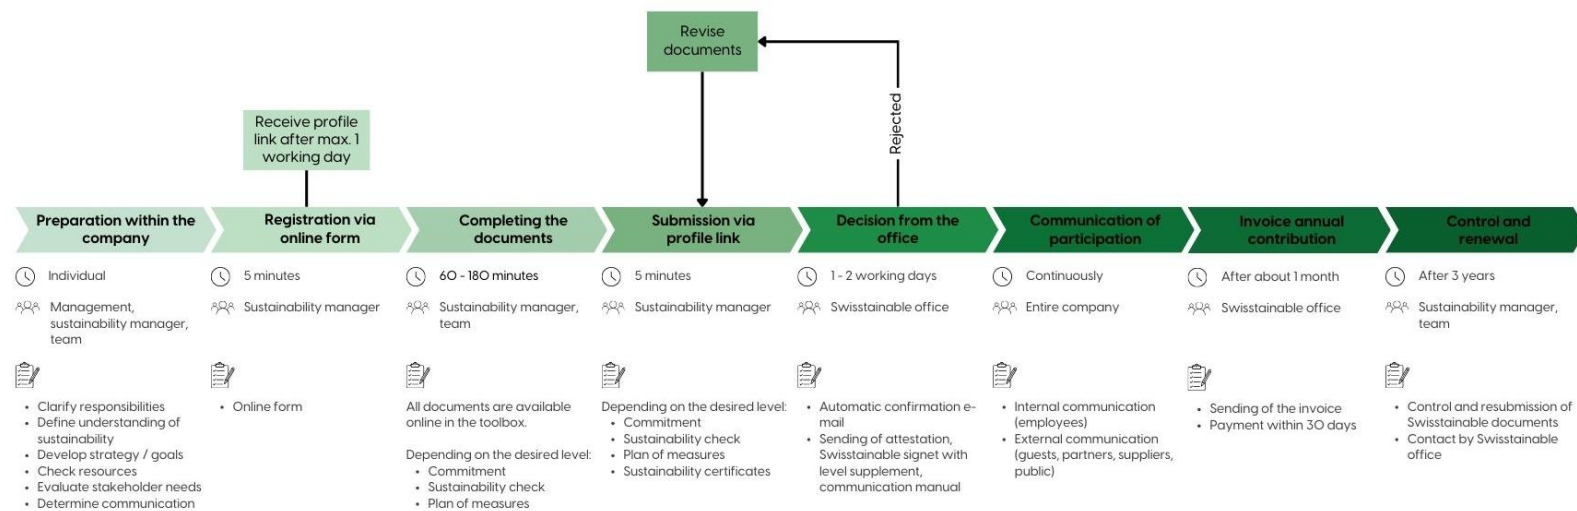 Revise
documents
Rejected
Receive profile
link after max. 1
working day
Preparation within the
company
Registration via
online form
Completing the
documents
Submission via
profile link
Decision from the
office
Communication of
participation
Invoice annual
contribution
Control and
renewal
Individual
5 minutes
60 - 180 minutes
5 minutes
1 - 2 working days
Continuously
After about 1 month
After 3 years
Management,
sustainability manager,
team
Sustainability manager
Sustainability manager,
team
Sustainability manager
Swisstainable office
Entire company
Swisstainable office
Sustainability manager,
team
• Clarify responsibilities
• Define understanding of
sustainability
• Develop strategy / goals
• Check resources
• Evaluate stakeholder needs
• Determine communication
• Online form
All documents are available
online in the toolbox.
Depending on the desired level:
• Commitment
• Sustainability check
• Plan of measures
Depending on the desired level:
• Commitment
• Sustainability check
• Plan of measures
• Sustainability certificates
• Automatic confirmation e-
mail
• Sending of attestation,
Swisstainable signet with
level supplement,
communication manual
• Internal communication
(employees)
• External communication
(guests, partners, suppliers,
public)
• Sending of the invoice
• Payment within 30 days
• Control and resubmission of
Swisstainable documents
• Contact by Swisstainable
office